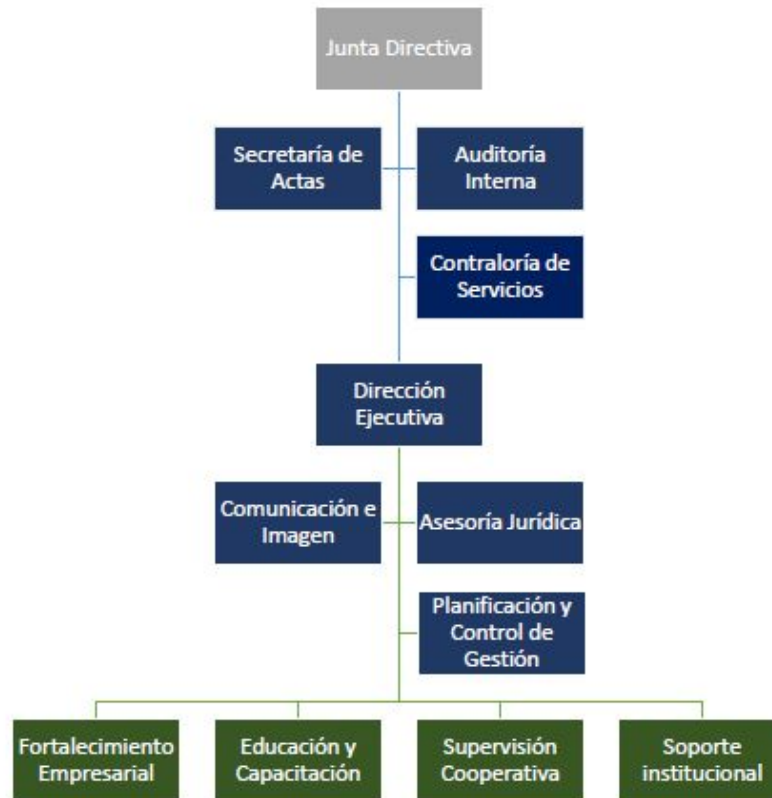 Junta Directiva
Secretaría de
Actas
Auditoría
Interna
Contraloría de
Servicios
Dirección
Ejecutiva
Comunicación e
Imagen
Asesoría Jurídica
Planificación y
Control de
Gestión
Fortalecimiento
Empresarial
Educación y
Capacitación
Supervisión
Cooperativa
Soporte
institucional